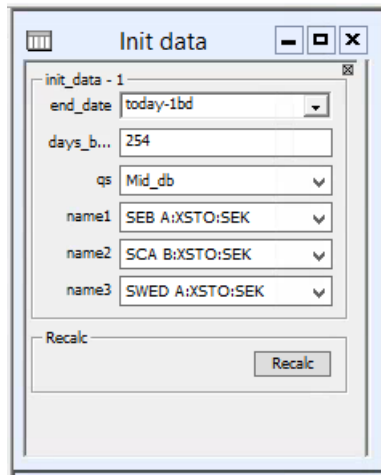 Init data
init_data - 1
end_date today-1bd
days_b... 254
qs Mid_db
name1 SEB A:XSTO:SEK
name2 SCA B:XSTO:SEK
name3 SWED A:XSTO:SEK
Recalc
Recalc